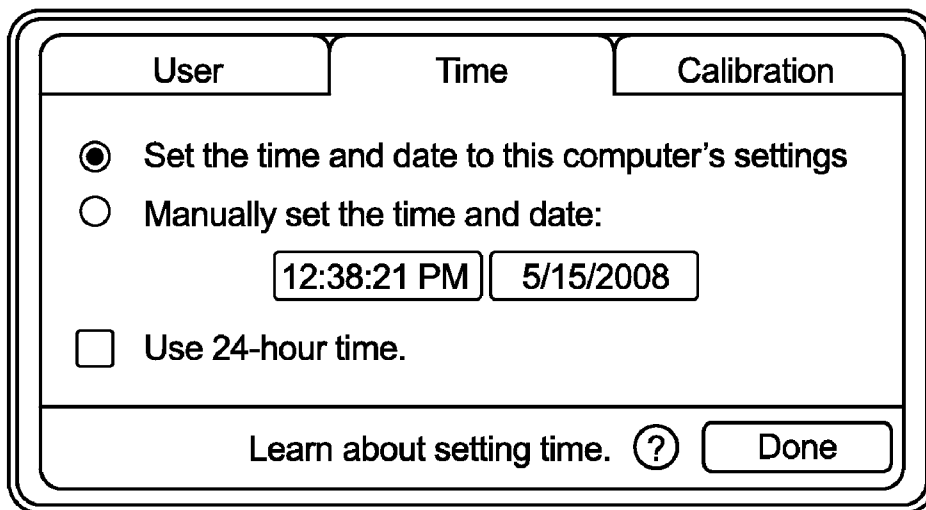 User Time Calibration
Set the time and date to this computer’s settings
Manually set the time and date:
12:38:21 PM 5/15/2008
Use 24-hour time.
Learn about setting time. ? Done